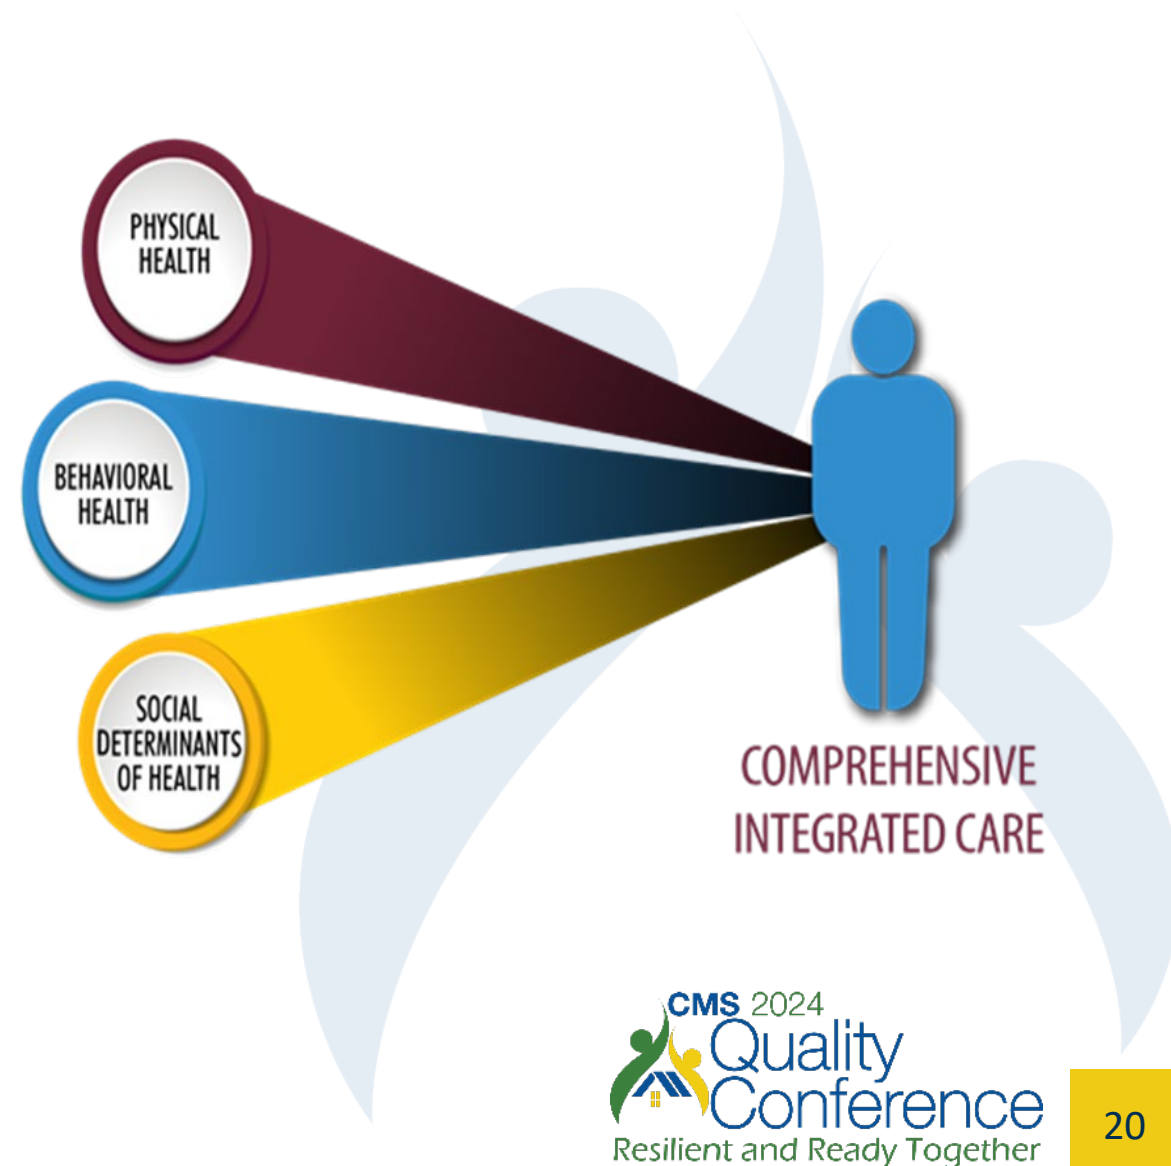 PHYSICAL
HEALTH
BEHAVIORAL
HEALTH
SOCIAL
DETERMINANTS
OF HEALTH
COMPREHENSIVE
INTEGRATED CARE
CMS 2024
Quality
Conference
Resilient and Ready Together
20